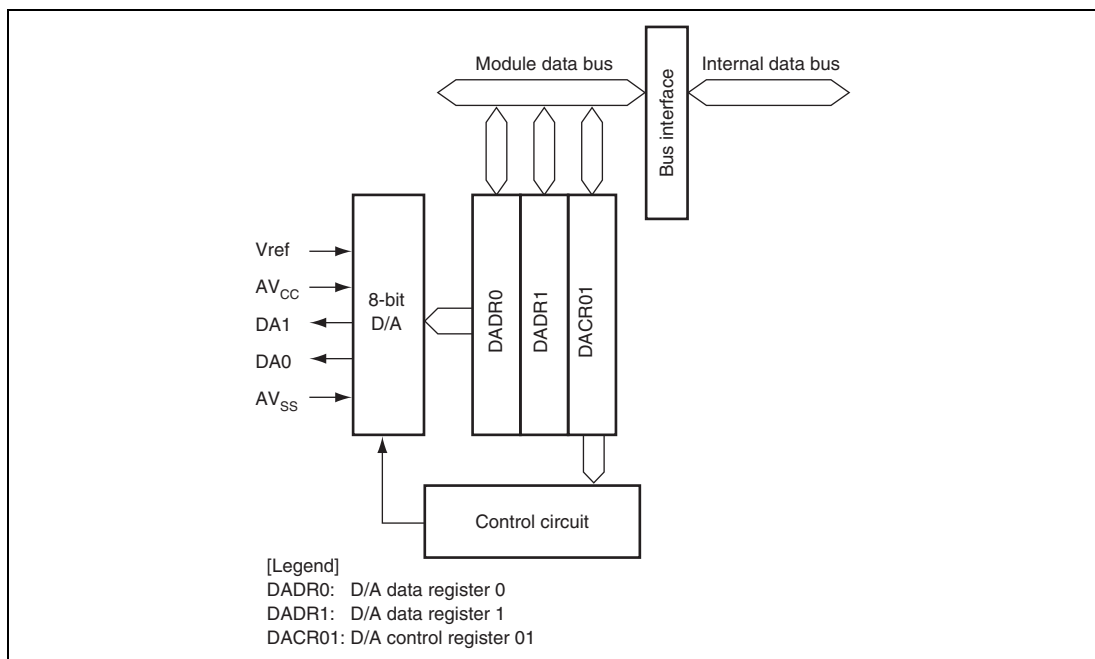 Module data bus
Internal data bus
Bus interface
Vref
AVCC
DA1
DA0
AVSS
8-bit
D/A
DADR0
DADR1
DACR01
Control circuit
[Legend]
DADR0: D/A data register 0
DADR1: D/A data register 1
DACR01: D/A control register 01